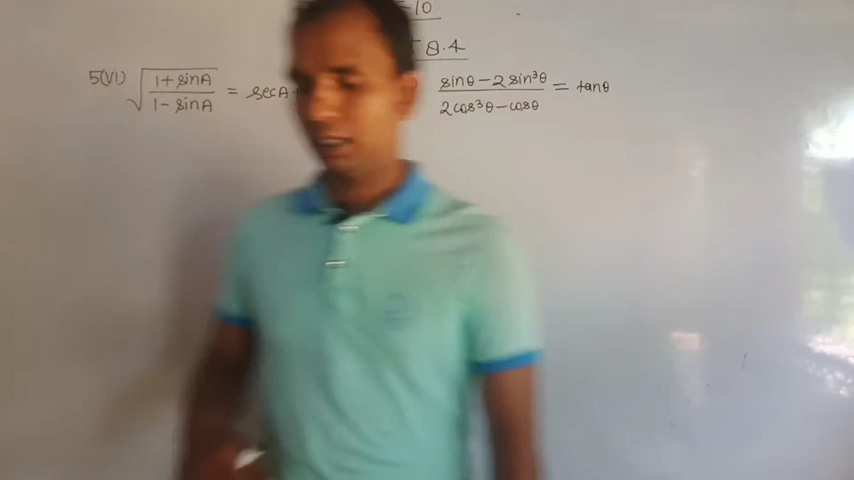 -10
8.4
5(vi) √((1+sinA)/(1-sinA)) = secA+
(sinθ-2sin³θ)/(2cos³θ-cosθ) = tanθ